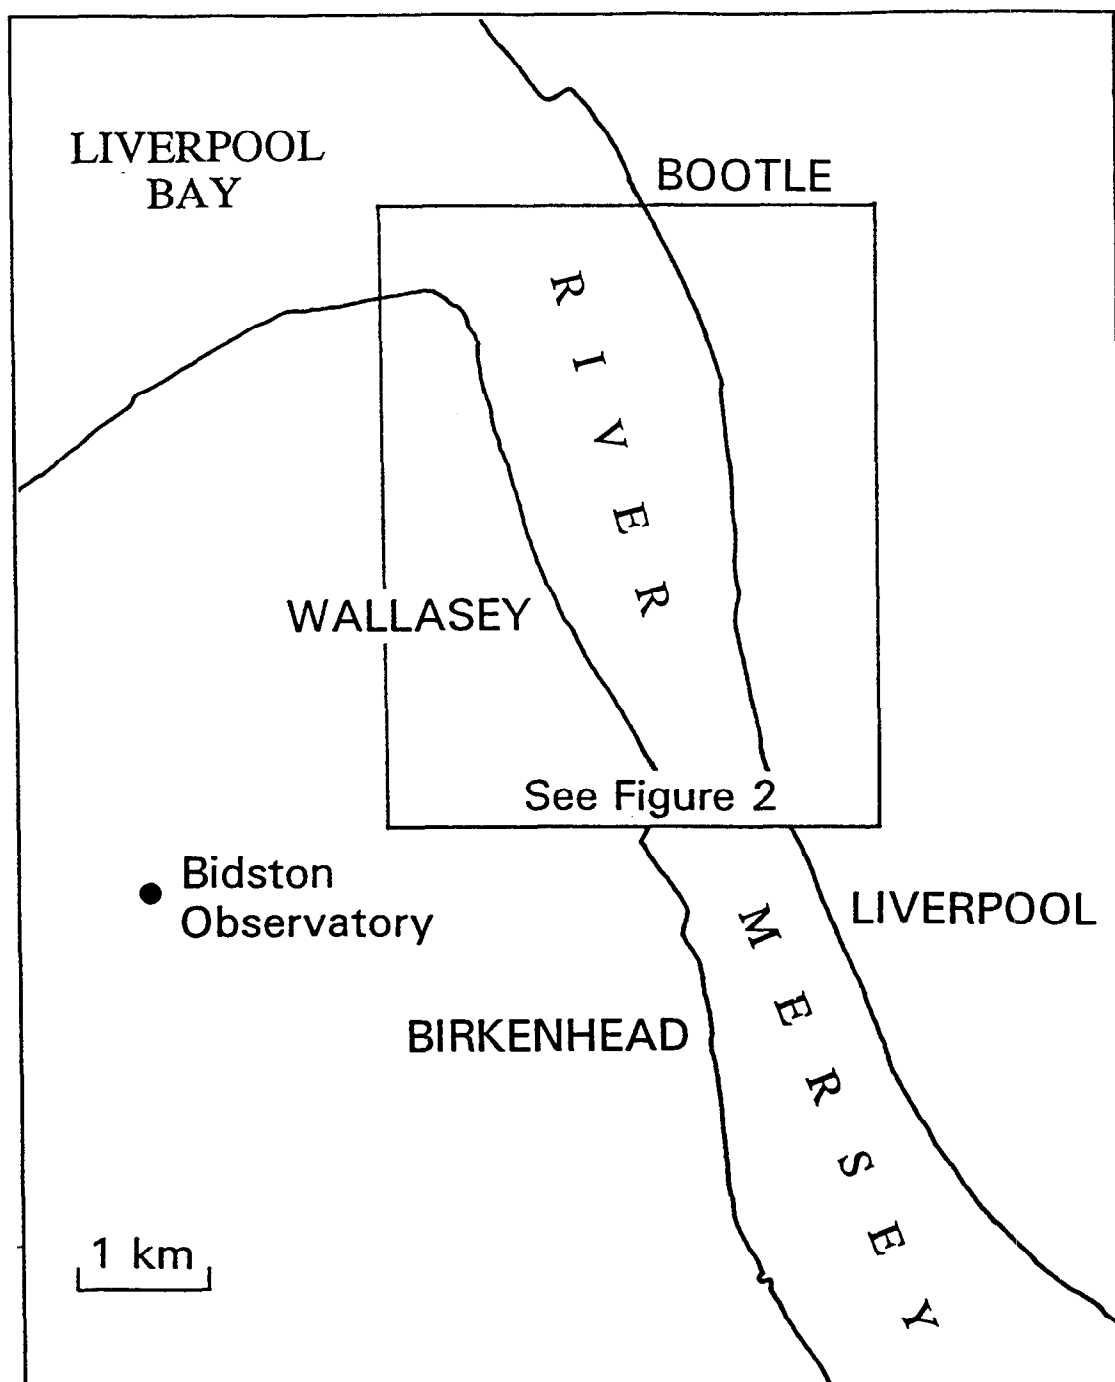 LIVERPOOL
BAY
BOOTLE
RIVER
WALLASEY
See Figure 2
Bidston
Observatory
LIVERPOOL
MERSEY
BIRKENHEAD
1 km